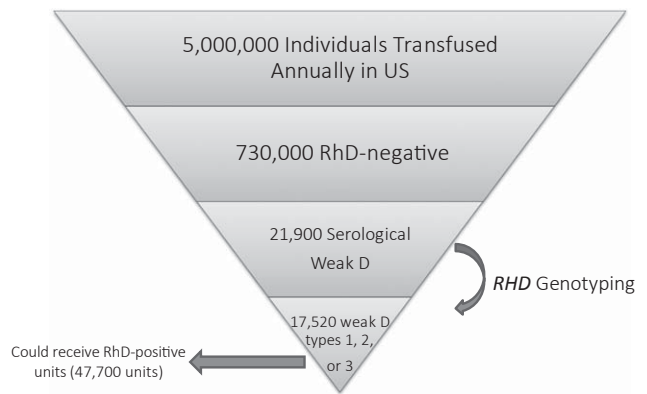 5,000,000 Individuals Transfused
Annually in US
730,000 RhD-negative
21,900 Serological
Weak D
RHD Genotyping
17,520 weak D
types 1, 2,
or 3
Could receive RhD-positive
units (47,700 units)